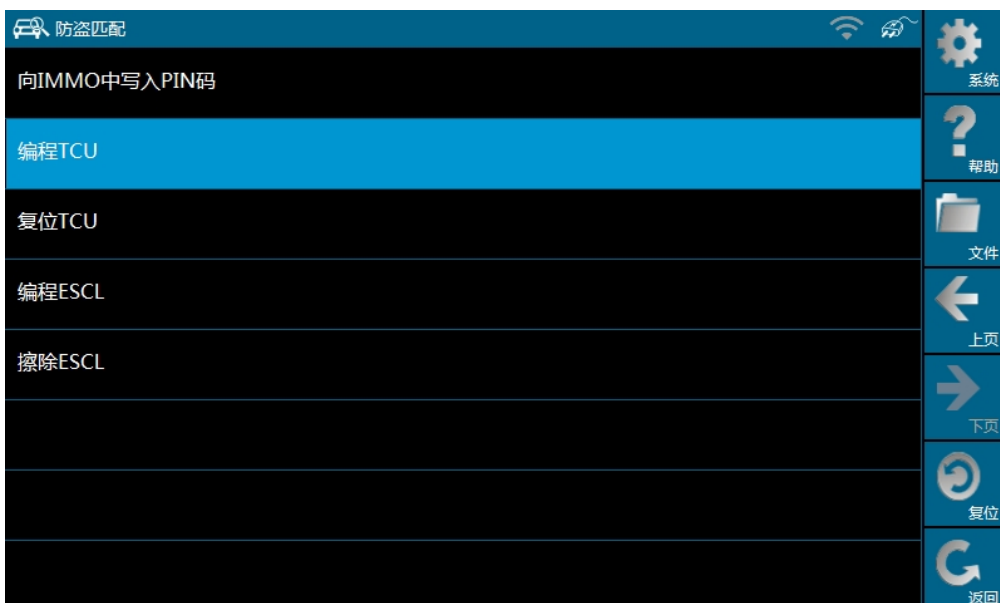 防盗匹配
向IMMO中写入PIN码
编程TCU
复位TCU
编程ESCL
擦除ESCL
系统
帮助
文件
上页
下页
复位
返回